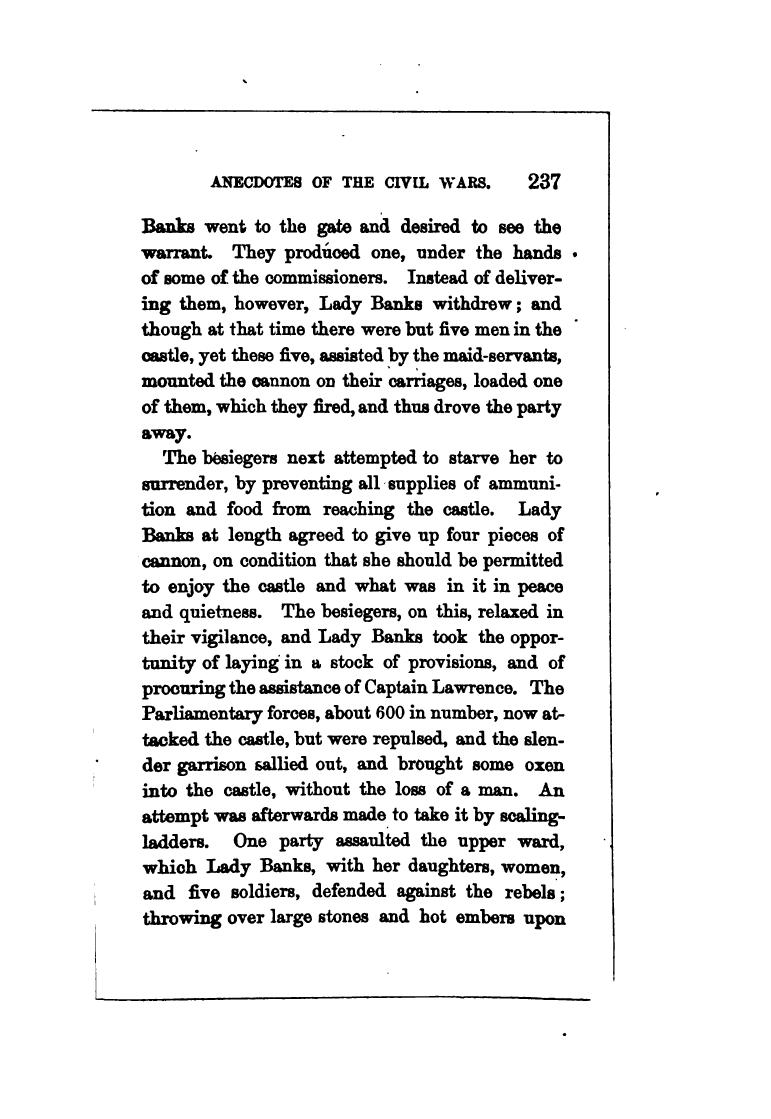 ANECDOTES OF THE CIVIL WARS. 237
Banks went to the gate and desired to see the
warrant. They produced one, under the hands
of some of the commissioners. Instead of deliver-
ing them, however, Lady Banks withdrew; and
though at that time there were but five men in the
castle, yet these five, assisted by the maid-servants,
mounted the cannon on their carriages, loaded one
of them, which they fired, and thus drove the party
away.
The besiegers next attempted to starve her to
surrender, by preventing all supplies of ammuni-
tion and food from reaching the castle. Lady
Banks at length agreed to give up four pieces of
cannon, on condition that she should be permitted
to enjoy the castle and what was in it in peace
and quietness. The besiegers, on this, relaxed in
their vigilance, and Lady Banks took the oppor-
tunity of laying in a stock of provisions, and of
procuring the assistance of Captain Lawrence. The
Parliamentary forces, about 600 in number, now at-
tacked the castle, but were repulsed, and the slen-
der garrison sallied out, and brought some oxen
into the castle, without the loss of a man. An
attempt was afterwards made to take it by scaling-
ladders. One party assaulted the upper ward,
which Lady Banks, with her daughters, women,
and five soldiers, defended against the rebels;
throwing over large stones and hot embers upon